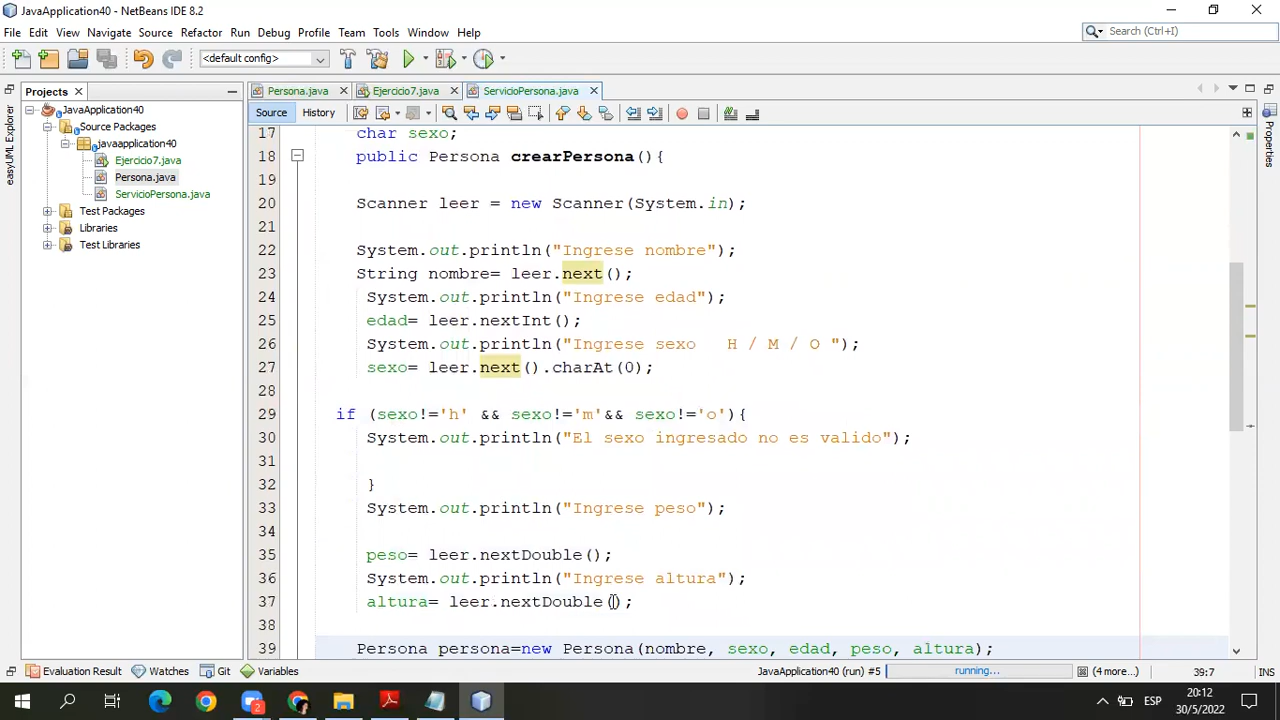 JavaApplication40 - NetBeans IDE 8.2
File Edit View Navigate Source Refactor Run Debug Profile Team Tools Window Help
Search (Ctrl+I)
<default config>
Projects
Persona.java
Ejercicio7.java
ServicioPersona.java
easyUML Explorer
Properties
JavaApplication40
Source Packages
javaapplication40
Ejercicio7.java
Persona.java
ServicioPersona.java
Test Packages
Libraries
Test Libraries
Source History
17 char sexo;
18 public Persona crearPersona(){
19
20 Scanner leer = new Scanner(System.in);
21
22 System.out.println("Ingrese nombre");
23 String nombre= leer.next();
24 System.out.println("Ingrese edad");
25 edad= leer.nextInt();
26 System.out.println("Ingrese sexo   H / M / O ");
27 sexo= leer.next().charAt(0);
28
29 if (sexo!='h' && sexo!='m'&& sexo!='o'){
30 System.out.println("El sexo ingresado no es valido");
31
32 }
33 System.out.println("Ingrese peso");
34
35 peso= leer.nextDouble();
36 System.out.println("Ingrese altura");
37 altura= leer.nextDouble();
38
39 Persona persona=new Persona(nombre, sexo, edad, peso, altura);
Evaluation Result Watches Git Variables
JavaApplication40 (run) #5 running... (4 more...) 39:7 INS
2
ESP
20:12
30/5/2022